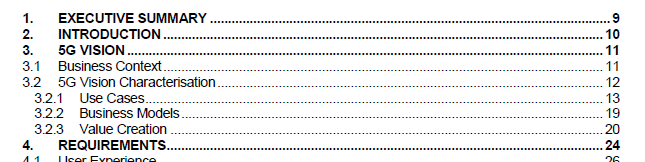 1. EXECUTIVE SUMMARY ........ 9
2. INTRODUCTION ........ 10
3. 5G VISION ........ 11
3.1 Business Context ........ 11
3.2 5G Vision Characterisation ........ 12
3.2.1 Use Cases ........ 13
3.2.2 Business Models ........ 19
3.2.3 Value Creation ........ 20
4. REQUIREMENTS ........ 24
4.1 User Experience ........ 26